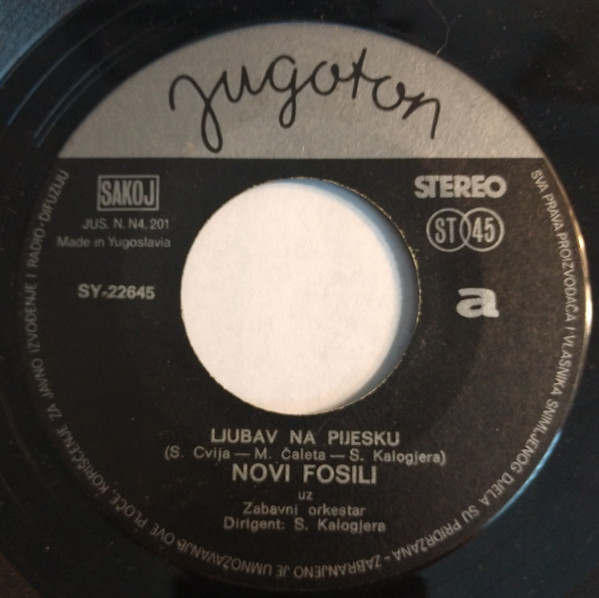 jugoton
SAKOJ
JUS. N. N4, 201
Made in Yugoslavia
SY-22645
STEREO
ST 45
a
LJUBAV NA PIJESKU
(S. Cvija — M. Ćaleta — S. Kalogjera)
NOVI FOSILI
uz
Zabavni orkestar
Dirigent: S. Kalogjera
SVA PRAVA PROIZVOĐAČA I VLASNIKA SNIMLJENOG DJELA SU PRIDRŽANA - ZABRANJENO JE UMNOŽAVANJE OVE PLOČE, KORIŠĆENJE ZA JAVNO IZVOĐENJE I RADIO-DIFUZIJU